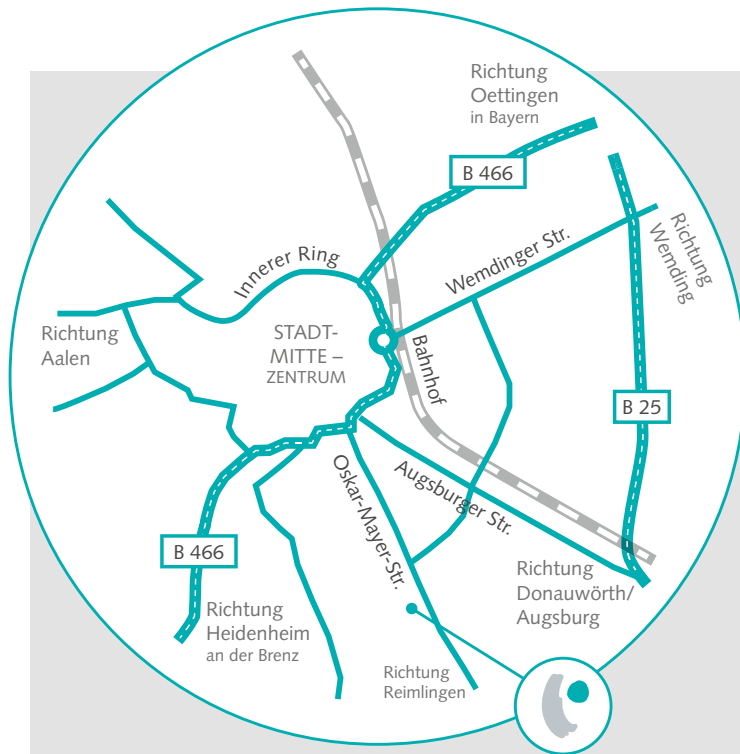 Richtung
Oettingen
in Bayern
B 466
Innerer Ring
Wemdinger Str.
Richtung
Wemding
Richtung
Aalen
STADT-
MITTE –
ZENTRUM
Bahnhof
B 25
Oskar-Mayer-Str.
Augsburger Str.
B 466
Richtung
Donauwörth/
Augsburg
Richtung
Heidenheim
an der Brenz
Richtung
Reimlingen